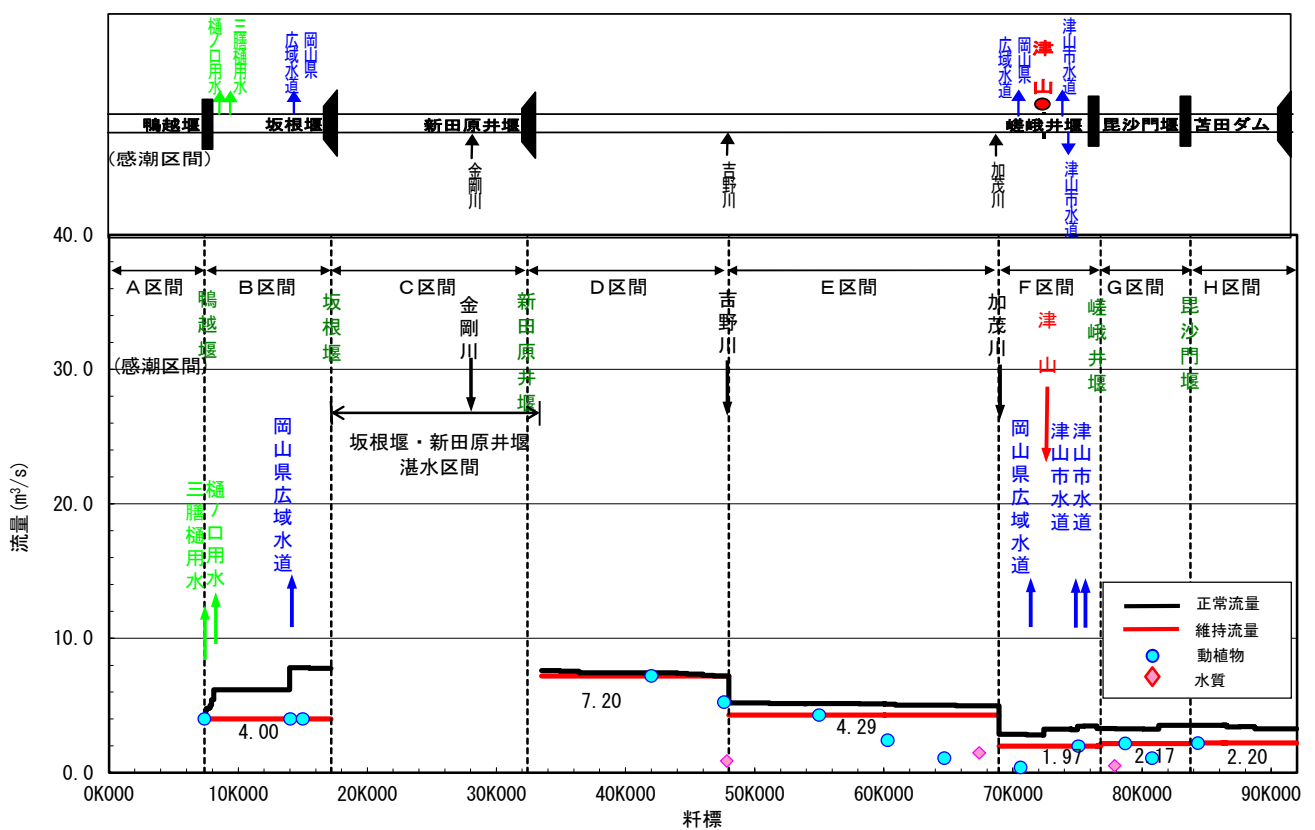 樋ノ口用水
三膳樋用水
岡山県
広域水道
岡山県
広域水道
津山
津山市水道
鴨越堰
坂根堰
新田原井堰
嵯峨井堰
毘沙門堰
苫田ダム
(感潮区間)
金剛川
吉野川
加茂川
津山市水道
40.0
30.0
20.0
10.0
0.0
流量(m³/s)
A区間
B区間
C区間
D区間
E区間
F区間
G区間
H区間
鴨越堰
坂根堰
金剛川
新田原井堰
吉野川
加茂川
津山
嵯峨井堰
毘沙門堰
(感潮区間)
坂根堰・新田原井堰
湛水区間
三膳樋用水
樋ノ口用水
岡山県広域水道
岡山県広域水道
津山市水道
津山市水道
正常流量
維持流量
動植物
水質
4.00
7.20
4.29
1.97
2.17
2.20
0K000
10K000
20K000
30K000
40K000
50K000
60K000
70K000
80K000
90K000
粁標